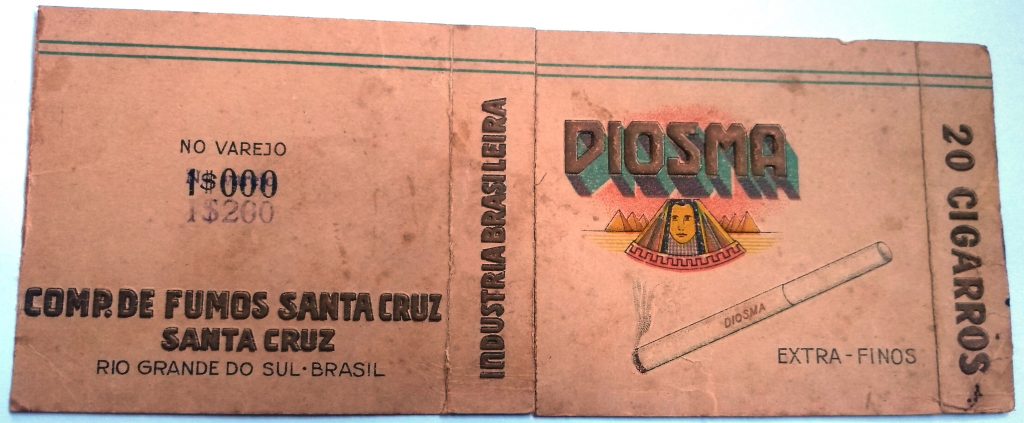 NO VAREJO
1$000
1$200
COMP. DE FUMOS SANTA CRUZ
SANTA CRUZ
RIO GRANDE DO SUL · BRASIL
INDUSTRIA BRASILEIRA
DIOSMA
DIOSMA
EXTRA - FINOS
20 CIGARROS